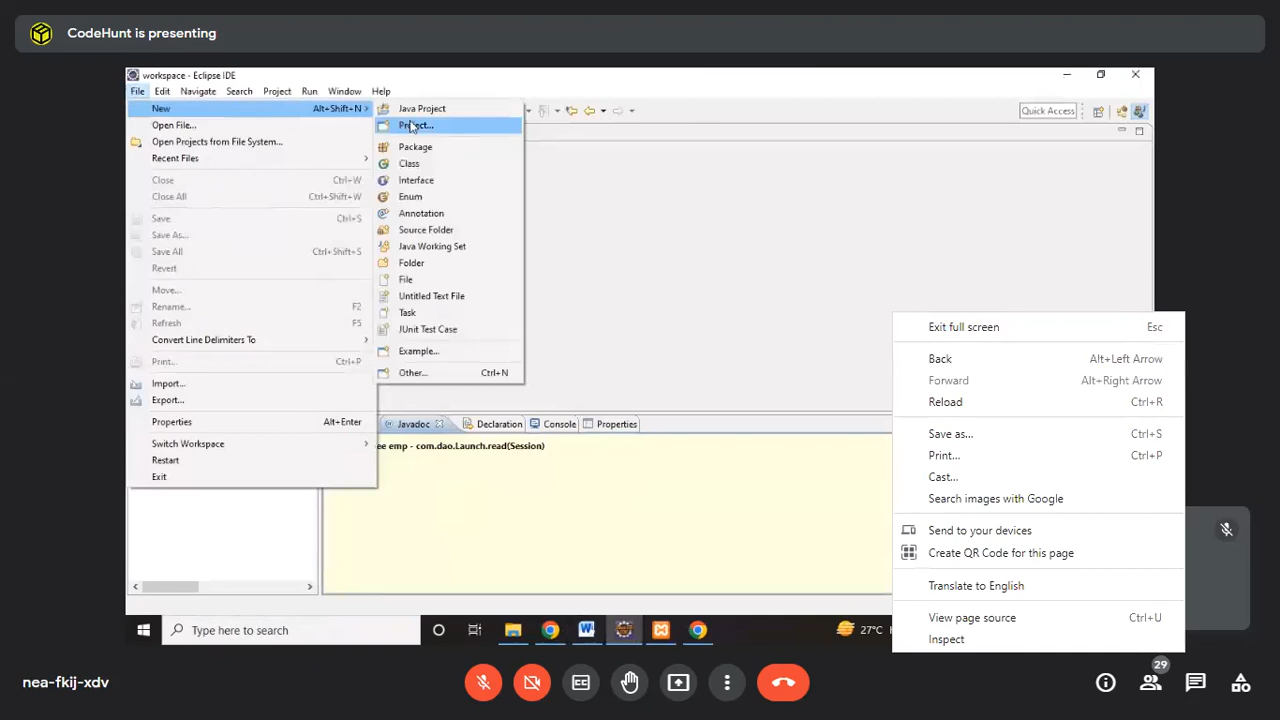 CodeHunt is presenting
workspace - Eclipse IDE
File Edit Navigate Search Project Run Window Help
Quick Access
New Alt+Shift+N
Open File...
Open Projects from File System...
Recent Files
Close Ctrl+W
Close All Ctrl+Shift+W
Save Ctrl+S
Save As...
Save All Ctrl+Shift+S
Revert
Move...
Rename... F2
Refresh F5
Convert Line Delimiters To
Print... Ctrl+P
Import...
Export...
Properties Alt+Enter
Switch Workspace
Restart
Exit
Java Project
Project...
Package
Class
Interface
Enum
Annotation
Source Folder
Java Working Set
Folder
File
Untitled Text File
Task
JUnit Test Case
Example...
Other... Ctrl+N
Javadoc Declaration Console Properties
ee emp - com.dao.Launch.read(Session)
Exit full screen Esc
Back Alt+Left Arrow
Forward Alt+Right Arrow
Reload Ctrl+R
Save as... Ctrl+S
Print... Ctrl+P
Cast...
Search images with Google
Send to your devices
Create QR Code for this page
Translate to English
View page source Ctrl+U
Inspect
Type here to search
27°C
nea-fkij-xdv
29